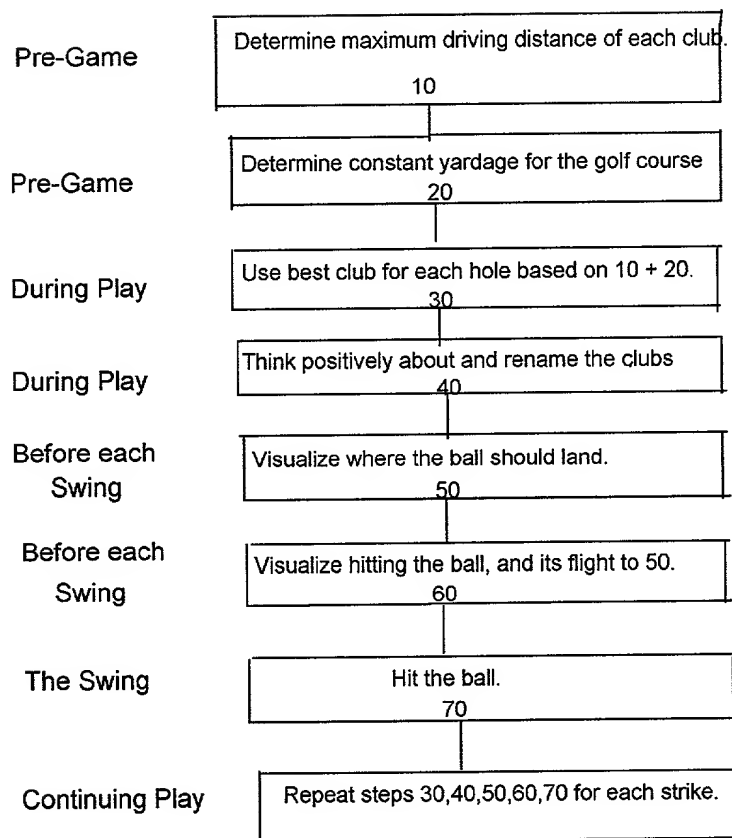 Pre-Game
Determine maximum driving distance of each club.
10
Pre-Game
Determine constant yardage for the golf course
20
During Play
Use best club for each hole based on 10 + 20.
30
During Play
Think positively about and rename the clubs
40
Before each
Swing
Visualize where the ball should land.
50
Before each
Swing
Visualize hitting the ball, and its flight to 50.
60
The Swing
Hit the ball.
70
Continuing Play
Repeat steps 30,40,50,60,70 for each strike.